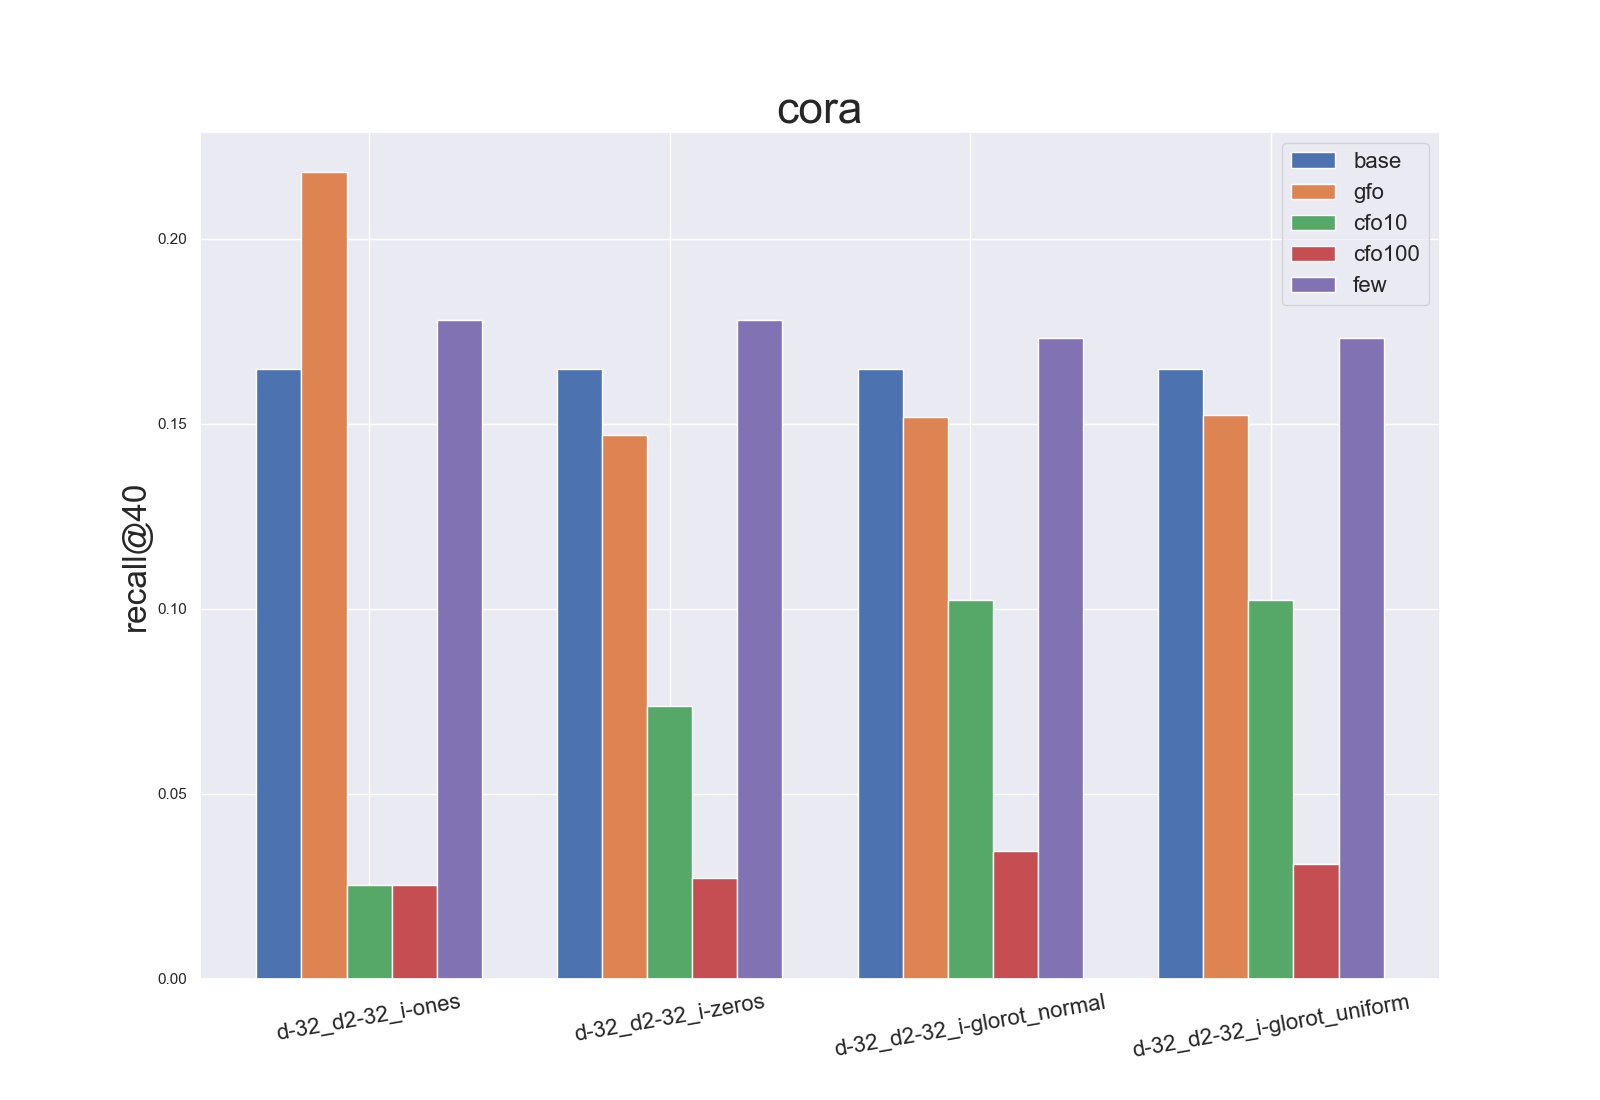 cora
base
gfo
cfo10
cfo100
few
recall@40
0.20
0.15
0.10
0.05
0.00
d-32_d2-32_i-ones
d-32_d2-32_i-zeros
d-32_d2-32_i-glorot_normal
d-32_d2-32_i-glorot_uniform